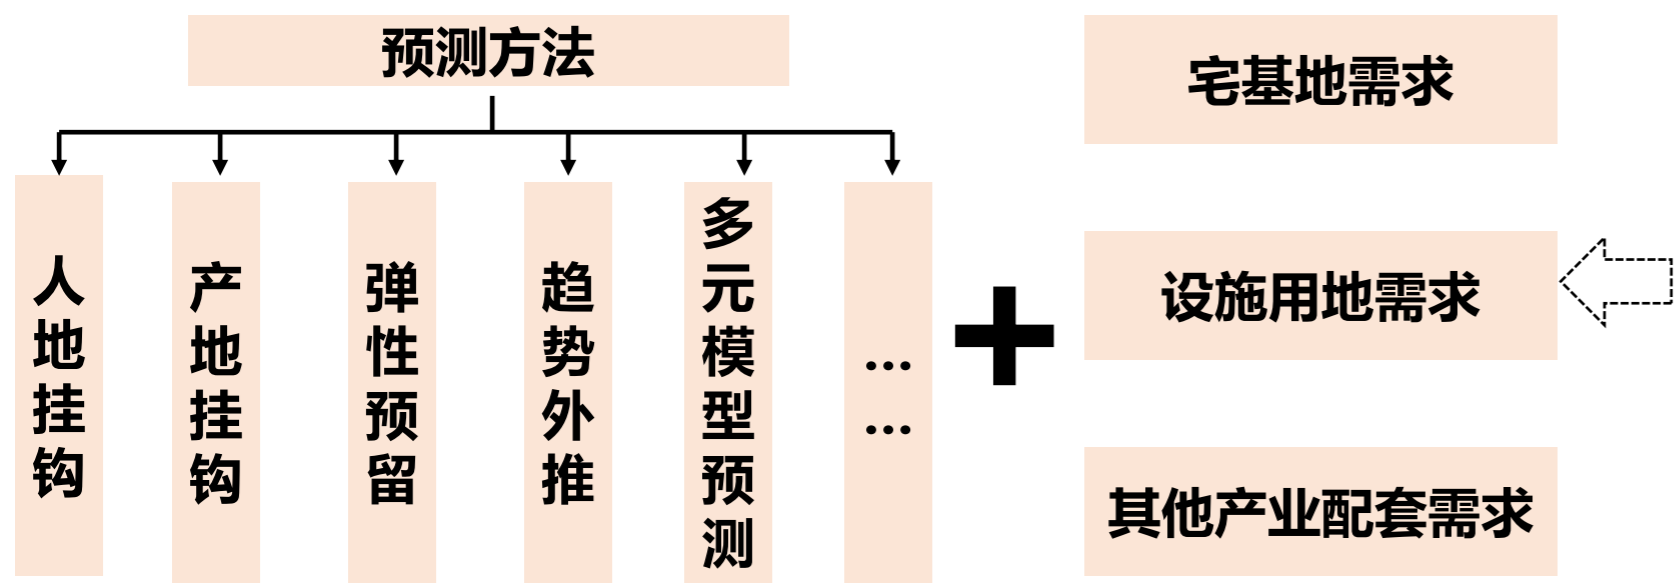 预测方法
人地挂钩
产地挂钩
弹性预留
趋势外推
多元模型预测
……
宅基地需求
设施用地需求
其他产业配套需求